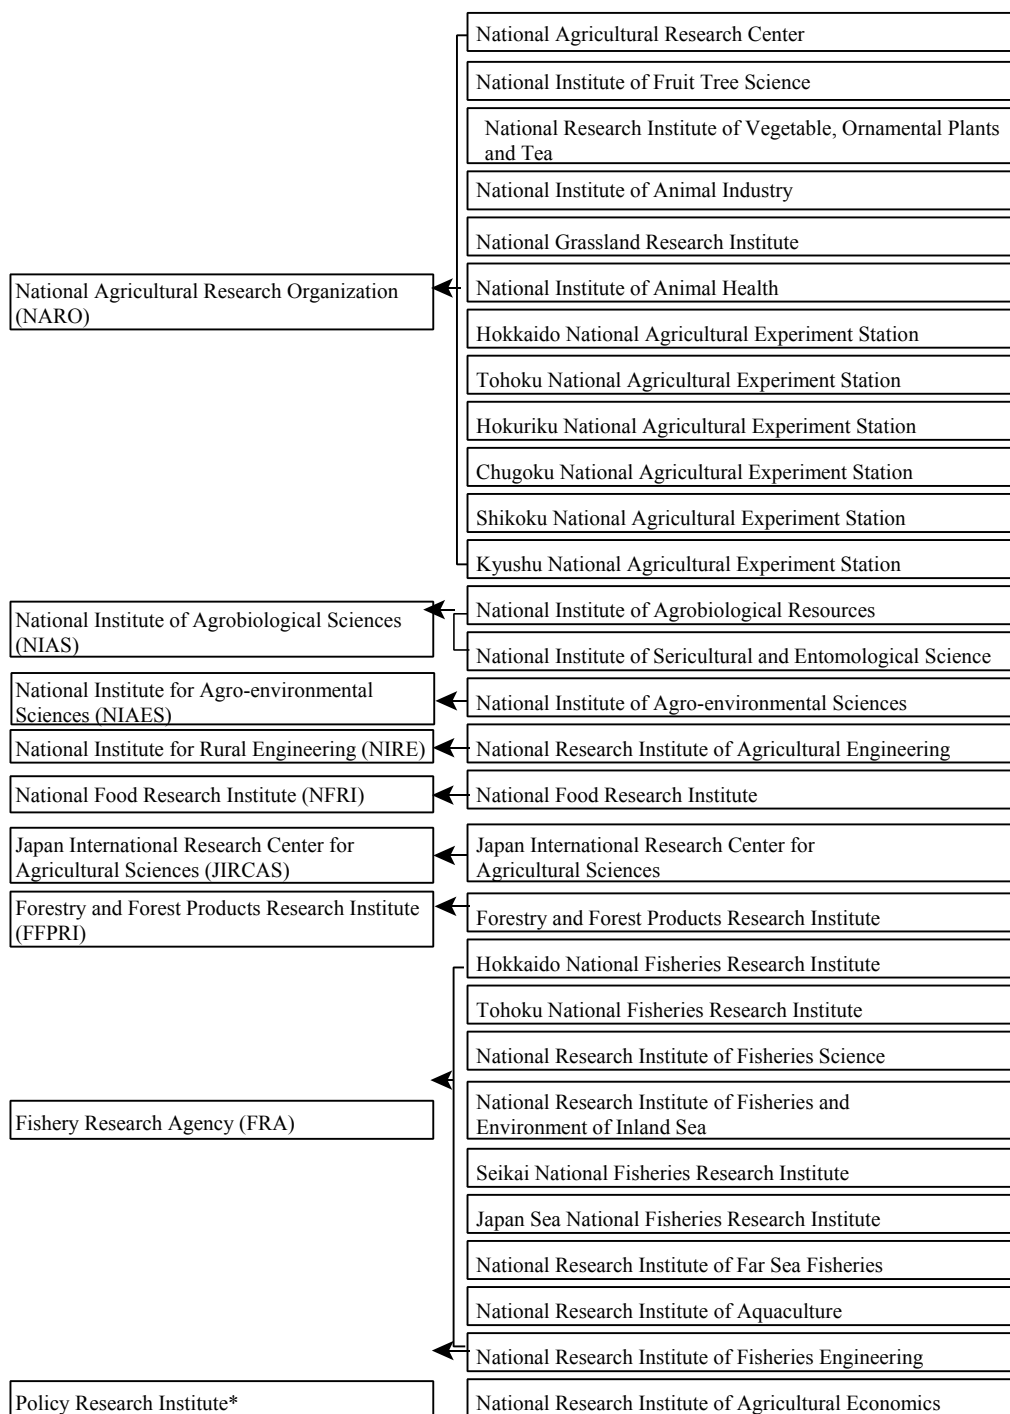 National Agricultural Research Center
National Institute of Fruit Tree Science
National Research Institute of Vegetable, Ornamental Plants
and Tea
National Institute of Animal Industry
National Grassland Research Institute
National Agricultural Research Organization
(NARO)
National Institute of Animal Health
Hokkaido National Agricultural Experiment Station
Tohoku National Agricultural Experiment Station
Hokuriku National Agricultural Experiment Station
Chugoku National Agricultural Experiment Station
Shikoku National Agricultural Experiment Station
Kyushu National Agricultural Experiment Station
National Institute of Agrobiological Sciences
(NIAS)
National Institute of Agrobiological Resources
National Institute of Sericultural and Entomological Science
National Institute for Agro-environmental
Sciences (NIAES)
National Institute of Agro-environmental Sciences
National Institute for Rural Engineering (NIRE)
National Research Institute of Agricultural Engineering
National Food Research Institute (NFRI)
National Food Research Institute
Japan International Research Center for
Agricultural Sciences (JIRCAS)
Japan International Research Center for
Agricultural Sciences
Forestry and Forest Products Research Institute
(FFPRI)
Forestry and Forest Products Research Institute
Hokkaido National Fisheries Research Institute
Tohoku National Fisheries Research Institute
National Research Institute of Fisheries Science
Fishery Research Agency (FRA)
National Research Institute of Fisheries and
Environment of Inland Sea
Seikai National Fisheries Research Institute
Japan Sea National Fisheries Research Institute
National Research Institute of Far Sea Fisheries
National Research Institute of Aquaculture
National Research Institute of Fisheries Engineering
Policy Research Institute*
National Research Institute of Agricultural Economics